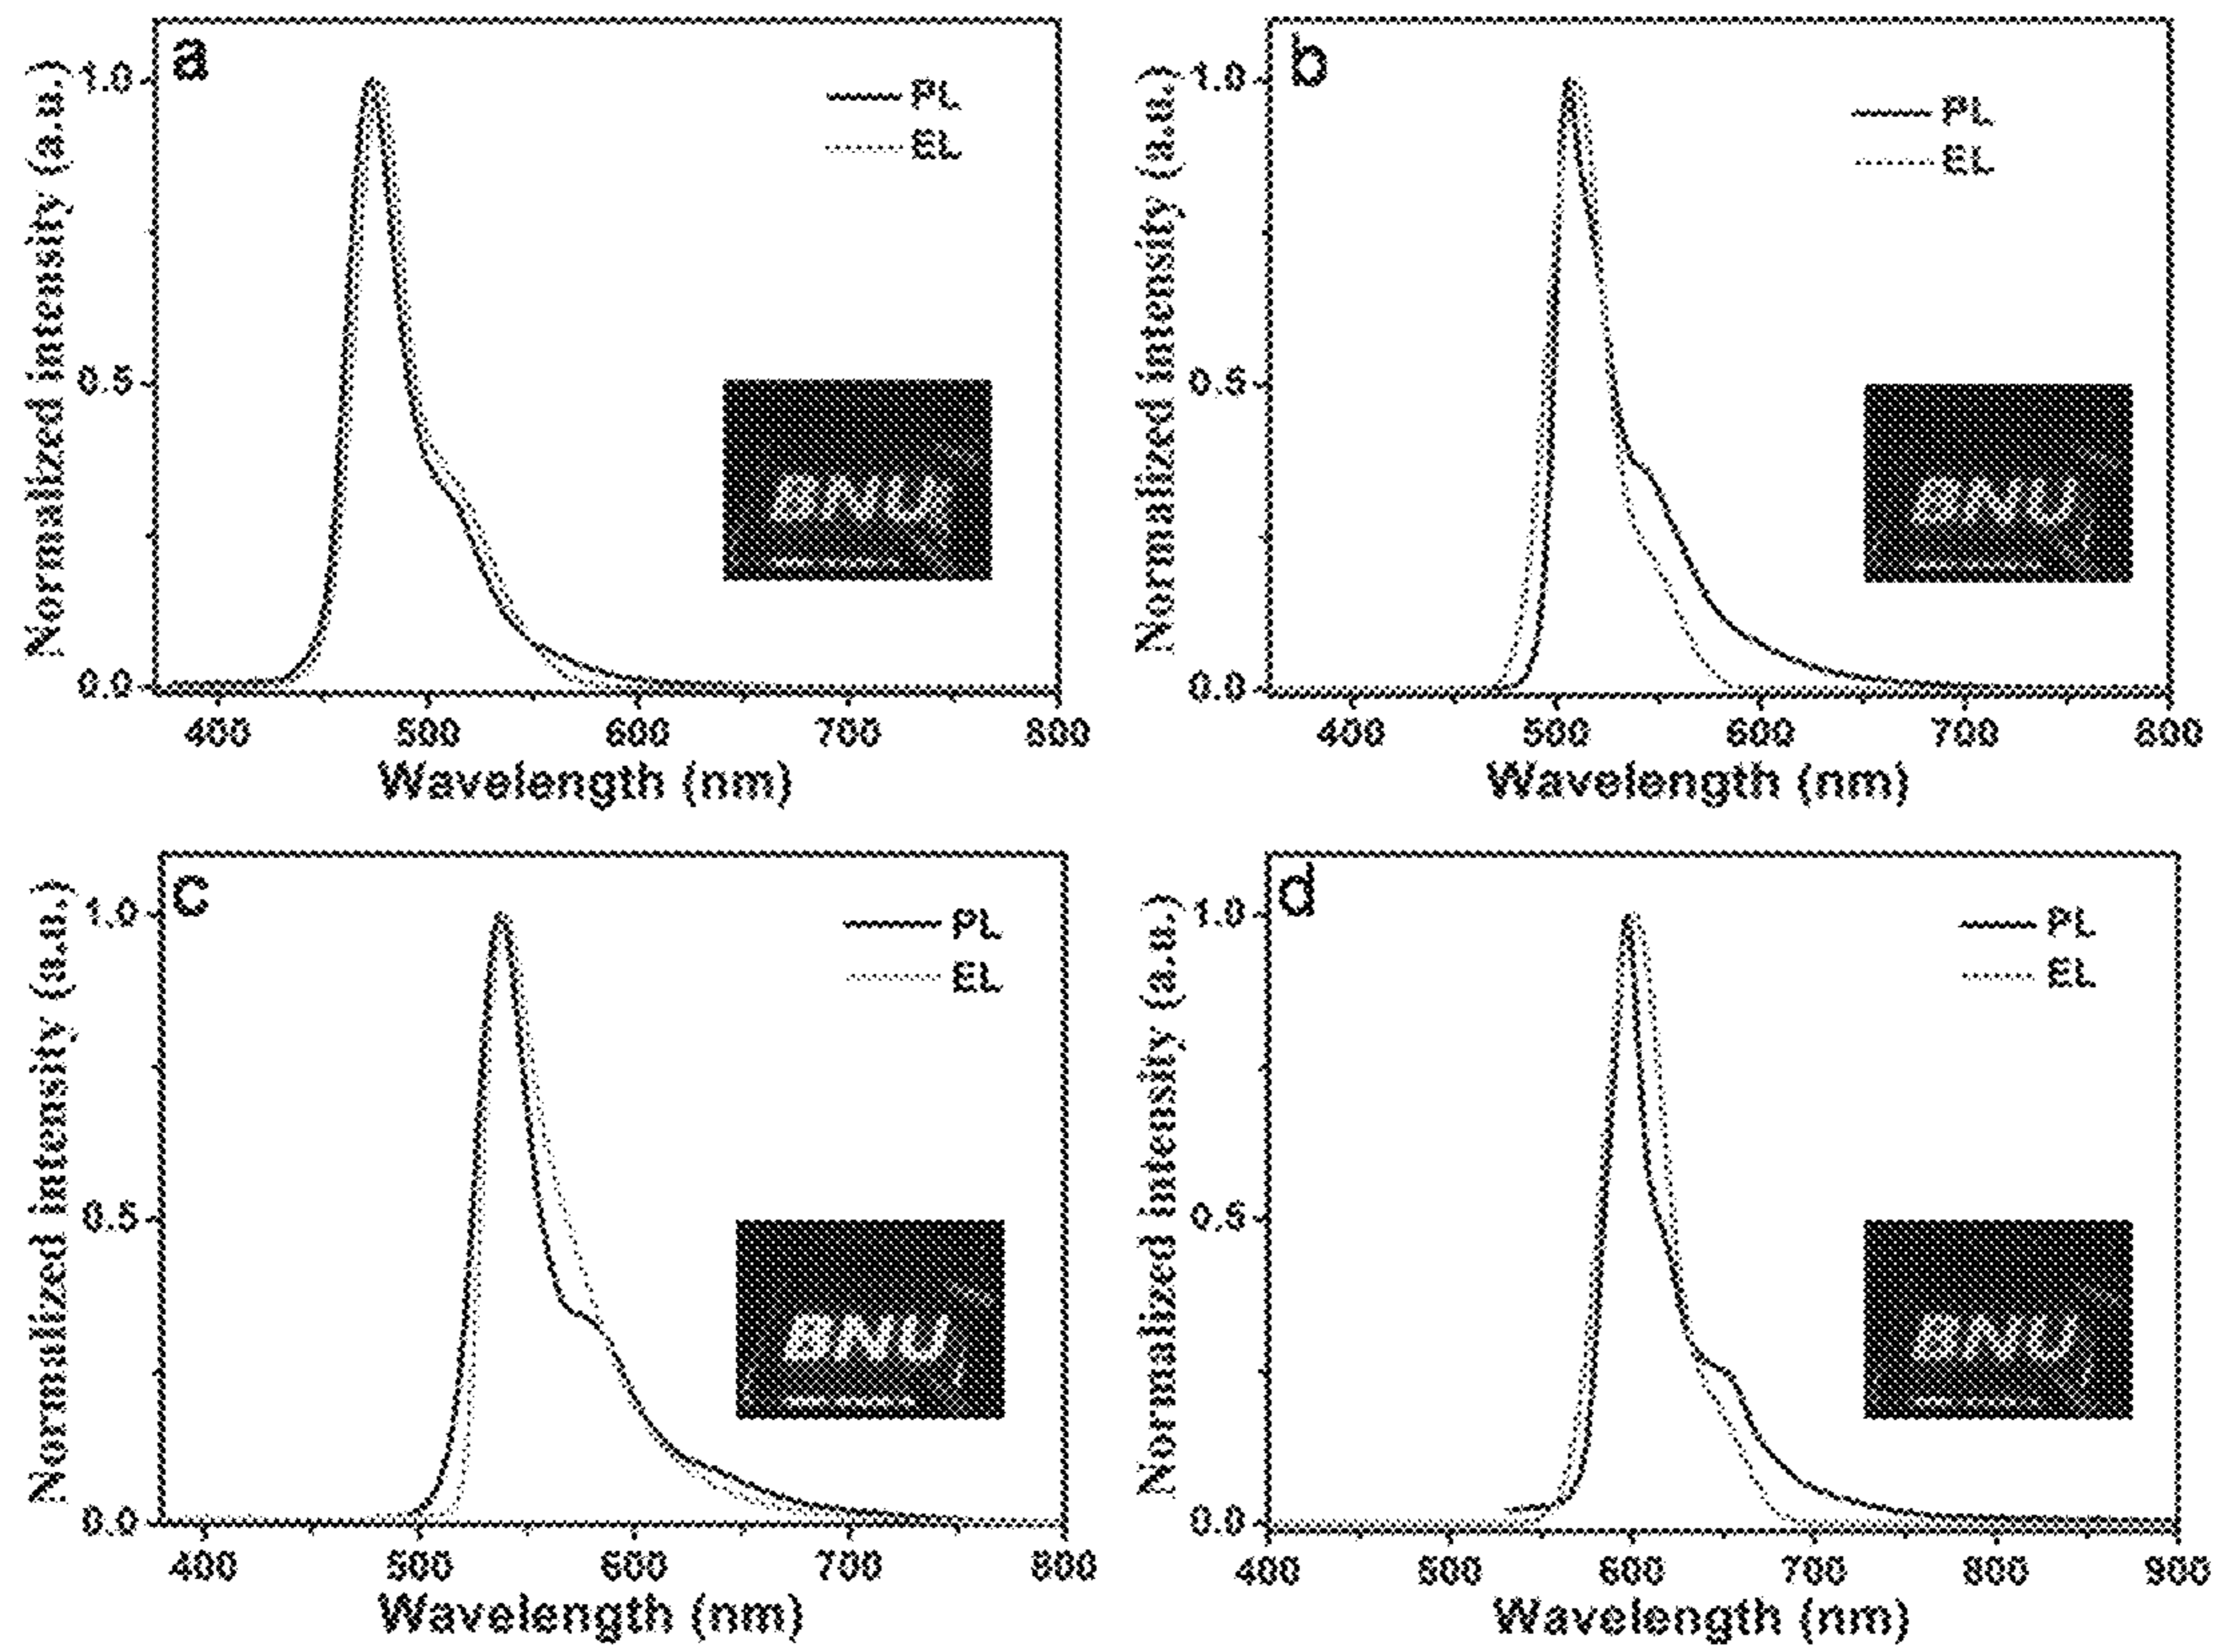 a
PL
EL
1.0
0.5
0.0
Normalized intensity (a.u.)
BNU
400 500 600 700 800
Wavelength (nm)
b
PL
EL
1.0
0.5
0.0
Normalized intensity (a.u.)
BNU
400 500 600 700 800
Wavelength (nm)
c
PL
EL
1.0
0.5
0.0
Normalized intensity (a.u.)
BNU
400 500 600 700 800
Wavelength (nm)
d
PL
EL
1.0
0.5
0.0
Normalized intensity (a.u.)
BNU
400 500 600 700 800 900
Wavelength (nm)